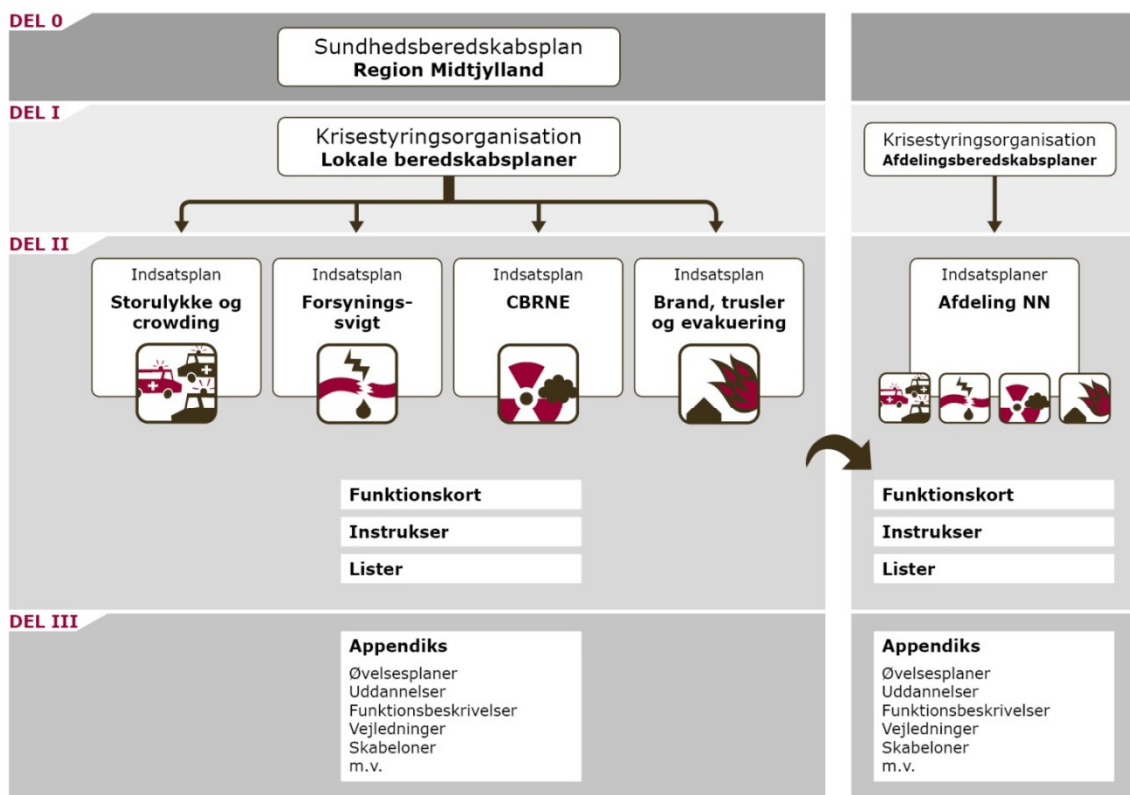 DEL 0
Sundhedsberedskabsplan
Region Midtjylland
DEL I
Krisestyringsorganisation
Lokale beredskabsplaner
Krisestyringsorganisation
Afdelingsberedskabsplaner
DEL II
Indsatsplan
Storulykke og
crowding
Indsatsplan
Forsynings-
svigt
Indsatsplan
CBRNE
Indsatsplan
Brand, trusler
og evakuering
Indsatsplaner
Afdeling NN
Funktionskort
Instrukser
Lister
Funktionskort
Instrukser
Lister
DEL III
Appendiks
Øvelsesplaner
Uddannelser
Funktionsbeskrivelser
Vejledninger
Skabeloner
m.v.
Appendiks
Øvelsesplaner
Uddannelser
Funktionsbeskrivelser
Vejledninger
Skabeloner
m.v.